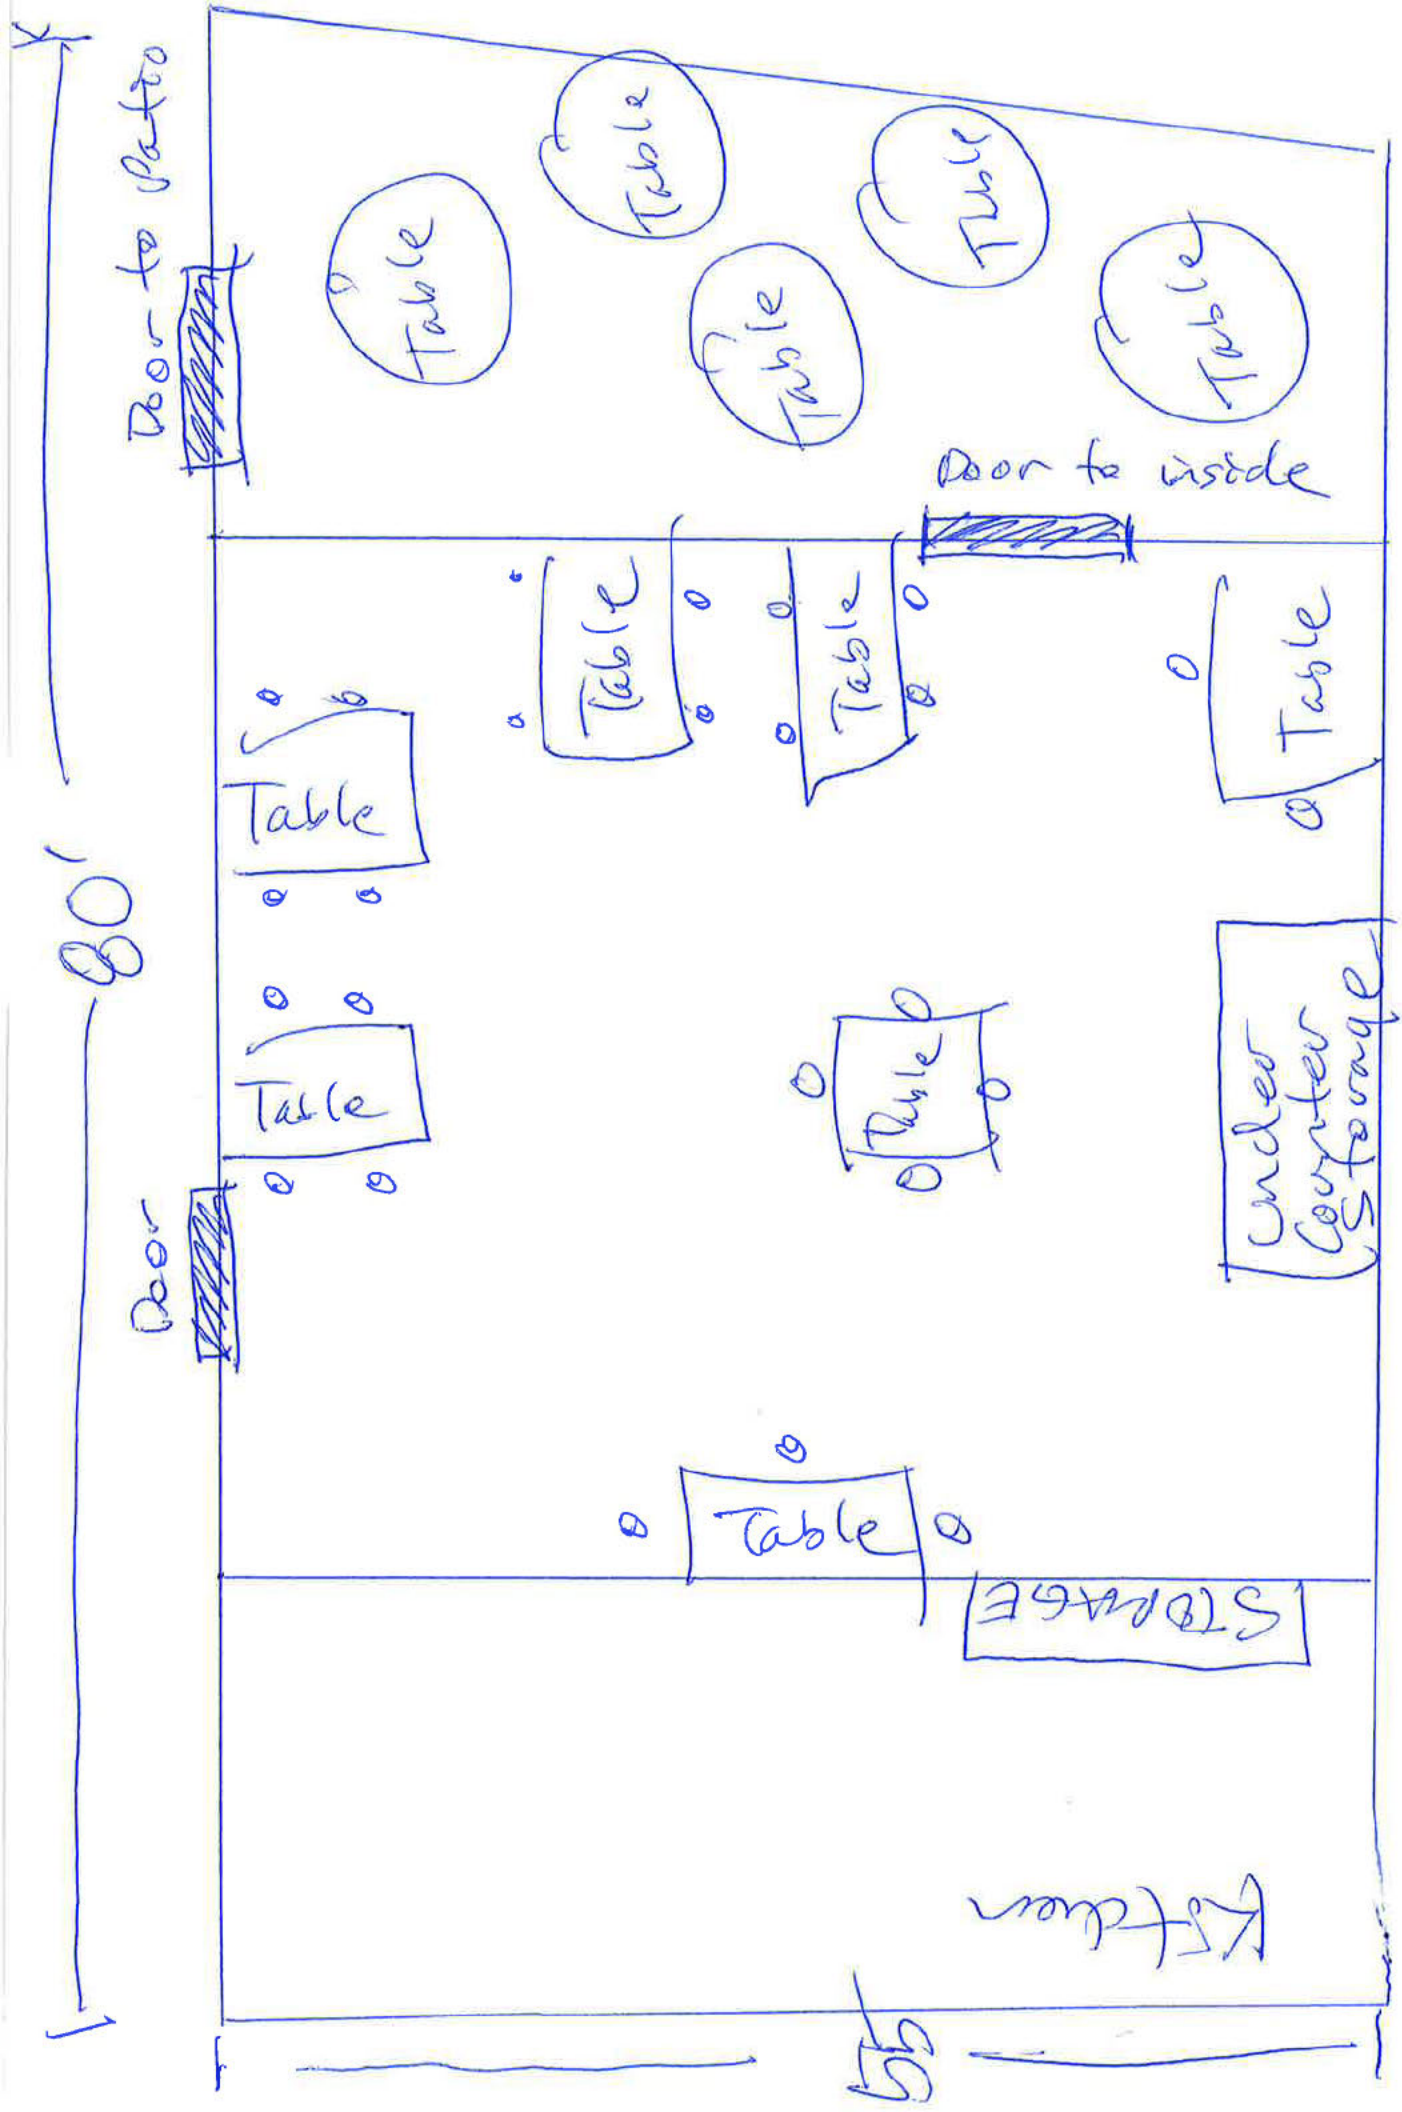 Door to Patio
80'
Door
Table
Table
Table
Table
Table
Door to inside
Table
Table
Table
Table
Table
Table
Under
Counter
Storage
Table
STORAGE
Kitchen
55'